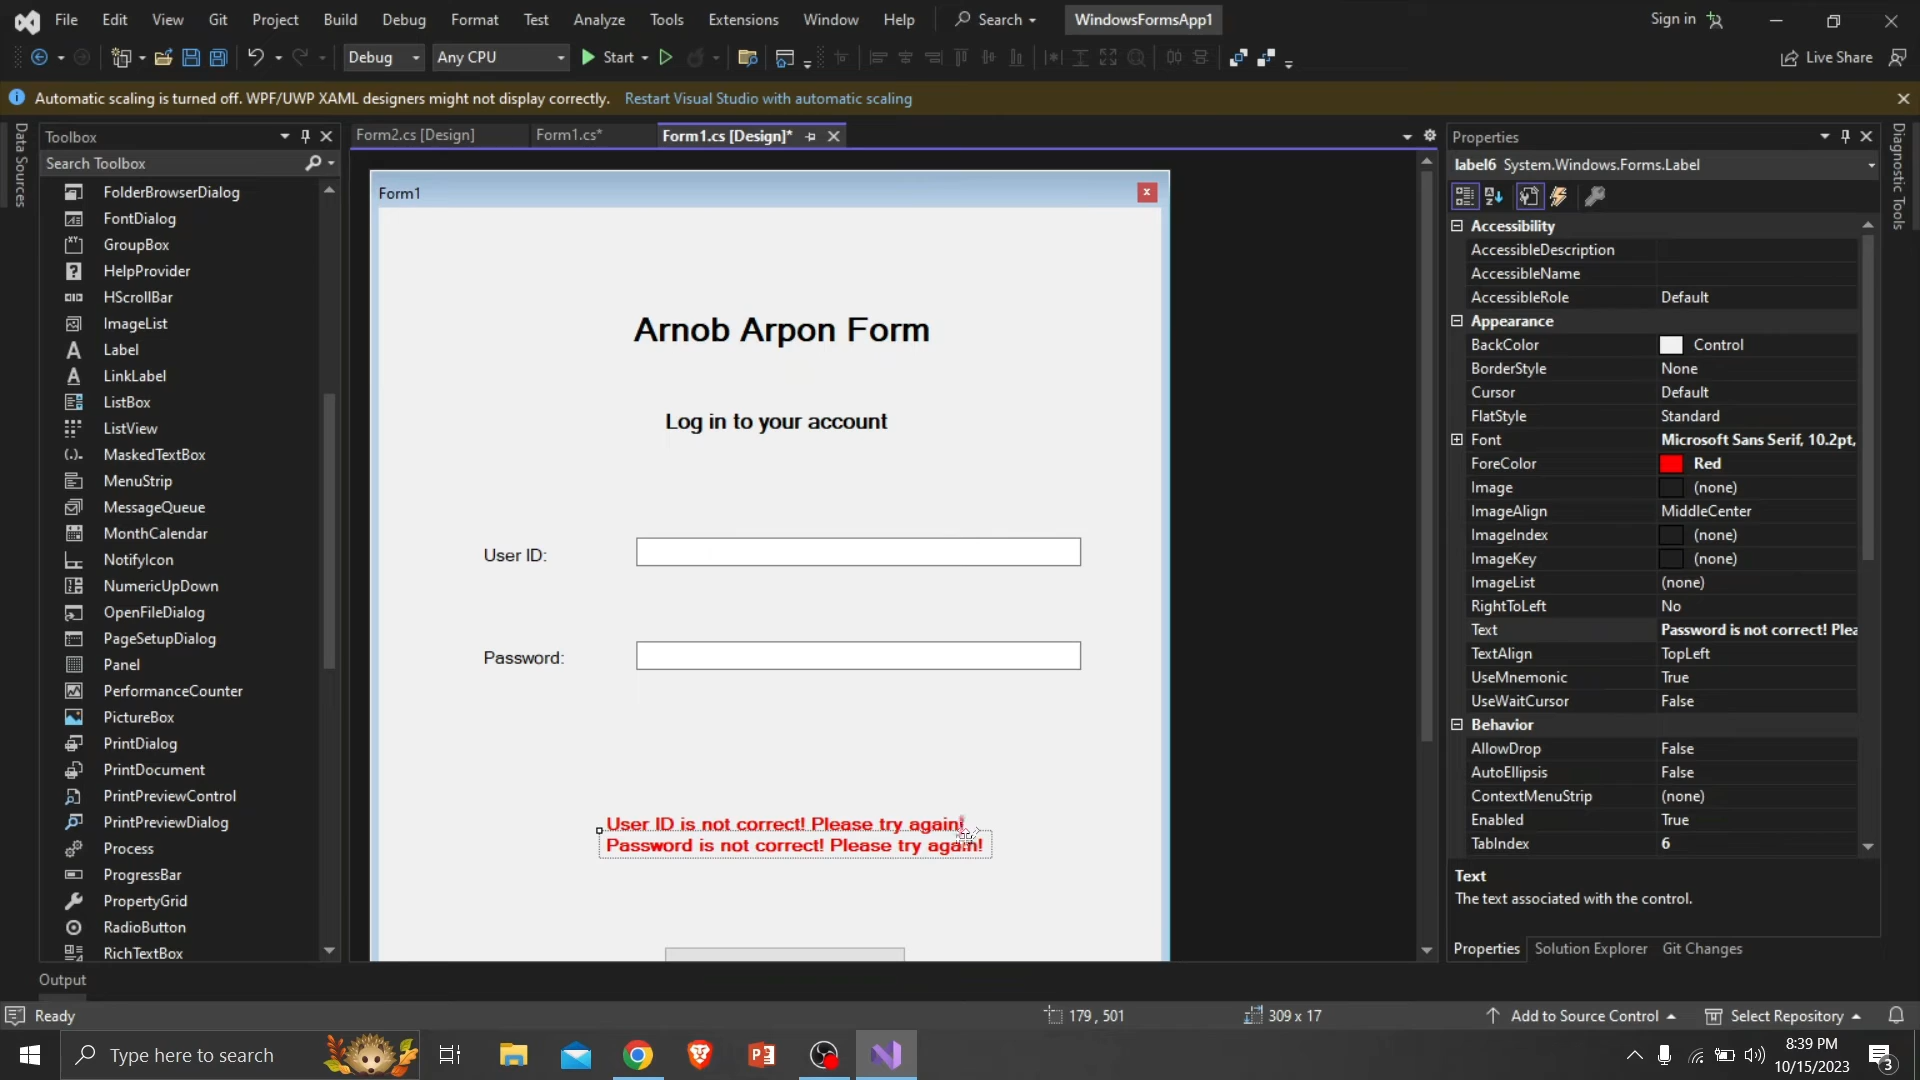 File Edit View Git Project Build Debug Format Test Analyze Tools Extensions Window Help Search WindowsFormsApp1 Sign in
Debug Any CPU Start Live Share
Automatic scaling is turned off. WPF/UWP XAML designers might not display correctly. Restart Visual Studio with automatic scaling
Data Sources
Toolbox
Search Toolbox
FolderBrowserDialog
FontDialog
GroupBox
HelpProvider
HScrollBar
ImageList
Label
LinkLabel
ListBox
ListView
MaskedTextBox
MenuStrip
MessageQueue
MonthCalendar
NotifyIcon
NumericUpDown
OpenFileDialog
PageSetupDialog
Panel
PerformanceCounter
PictureBox
PrintDialog
PrintDocument
PrintPreviewControl
PrintPreviewDialog
Process
ProgressBar
PropertyGrid
RadioButton
RichTextBox
Form2.cs [Design] Form1.cs* Form1.cs [Design]*
Form1
Arnob Arpon Form
Log in to your account
User ID:
Password:
User ID is not correct! Please try again!
Password is not correct! Please try again!
Properties
label6 System.Windows.Forms.Label
Accessibility
AccessibleDescription
AccessibleName
AccessibleRole Default
Appearance
BackColor Control
BorderStyle None
Cursor Default
FlatStyle Standard
Font Microsoft Sans Serif, 10.2pt,
ForeColor Red
Image (none)
ImageAlign MiddleCenter
ImageIndex (none)
ImageKey (none)
ImageList (none)
RightToLeft No
Text Password is not correct! Plea
TextAlign TopLeft
UseMnemonic True
UseWaitCursor False
Behavior
AllowDrop False
AutoEllipsis False
ContextMenuStrip (none)
Enabled True
TabIndex 6
Text
The text associated with the control.
Properties Solution Explorer Git Changes
Diagnostic Tools
Output
Ready 179 , 501 309 x 17 Add to Source Control Select Repository
Type here to search
8:39 PM
10/15/2023
3